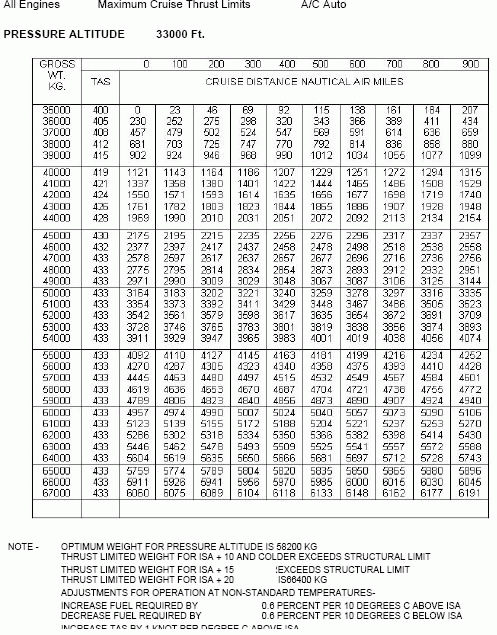 All Engines Maximum Cruise Thrust Limits A/C Auto
PRESSURE ALTITUDE 33000 Ft.
GROSS WT. KG. TAS 0 100 200 300 400 500 600 700 800 900
CRUISE DISTANCE NAUTICAL AIR MILES
35000 400 0 23 46 69 92 115 138 161 184 207
36000 405 230 252 275 298 320 343 366 389 411 434
37000 408 457 479 502 524 547 569 591 614 636 659
38000 412 681 703 725 747 770 792 814 836 858 880
39000 415 902 924 946 968 990 1012 1034 1055 1077 1099
40000 419 1121 1143 1164 1186 1207 1229 1251 1272 1294 1315
41000 421 1337 1358 1380 1401 1422 1444 1465 1486 1508 1529
42000 424 1550 1571 1593 1614 1635 1656 1677 1698 1719 1740
43000 426 1761 1782 1803 1823 1844 1865 1886 1907 1928 1948
44000 428 1969 1990 2010 2031 2051 2072 2092 2113 2134 2154
45000 430 2175 2195 2215 2235 2256 2276 2296 2317 2337 2357
46000 432 2377 2397 2417 2437 2458 2478 2498 2518 2538 2558
47000 433 2578 2597 2617 2637 2657 2677 2696 2716 2736 2756
48000 433 2775 2795 2814 2834 2854 2873 2893 2912 2932 2951
49000 433 2971 2990 3009 3029 3048 3067 3087 3106 3125 3144
50000 433 3164 3183 3202 3221 3240 3259 3278 3297 3316 3335
51000 433 3354 3373 3392 3411 3429 3448 3467 3486 3505 3523
52000 433 3542 3561 3579 3598 3617 3635 3654 3672 3691 3709
53000 433 3728 3746 3765 3783 3801 3819 3838 3856 3874 3893
54000 433 3911 3929 3947 3965 3983 4001 4019 4038 4056 4074
55000 433 4092 4110 4127 4145 4163 4181 4199 4216 4234 4252
56000 433 4270 4287 4305 4323 4340 4358 4375 4393 4410 4428
57000 433 4445 4463 4480 4497 4515 4532 4549 4567 4584 4601
58000 433 4619 4636 4653 4670 4687 4704 4721 4738 4755 4772
59000 433 4789 4806 4823 4840 4856 4873 4890 4907 4924 4940
60000 433 4957 4974 4990 5007 5024 5040 5057 5073 5090 5106
61000 433 5123 5139 5155 5172 5188 5204 5221 5237 5253 5270
62000 433 5286 5302 5318 5334 5350 5366 5382 5398 5414 5430
63000 433 5446 5462 5478 5493 5509 5525 5541 5557 5572 5588
64000 433 5604 5619 5635 5650 5666 5681 5697 5712 5728 5743
65000 433 5759 5774 5789 5804 5820 5835 5850 5865 5880 5896
66000 433 5911 5926 5941 5956 5970 5985 6000 6015 6030 6045
67000 433 6060 6075 6089 6104 6118 6133 6148 6162 6177 6191
NOTE - OPTIMUM WEIGHT FOR PRESSURE ALTITUDE IS 58200 KG
THRUST LIMITED WEIGHT FOR ISA + 10 AND COLDER EXCEEDS STRUCTURAL LIMIT
THRUST LIMITED WEIGHT FOR ISA + 15 :EXCEEDS STRUCTURAL LIMIT
THRUST LIMITED WEIGHT FOR ISA + 20 IS66400 KG
ADJUSTMENTS FOR OPERATION AT NON-STANDARD TEMPERATURES-
INCREASE FUEL REQUIRED BY 0.6 PERCENT PER 10 DEGREES C ABOVE ISA
DECREASE FUEL REQUIRED BY 0.6 PERCENT PER 10 DEGREES C BELOW ISA
INCREASE TAS BY 1 KNOT PER DEGREE C ABOVE ISA